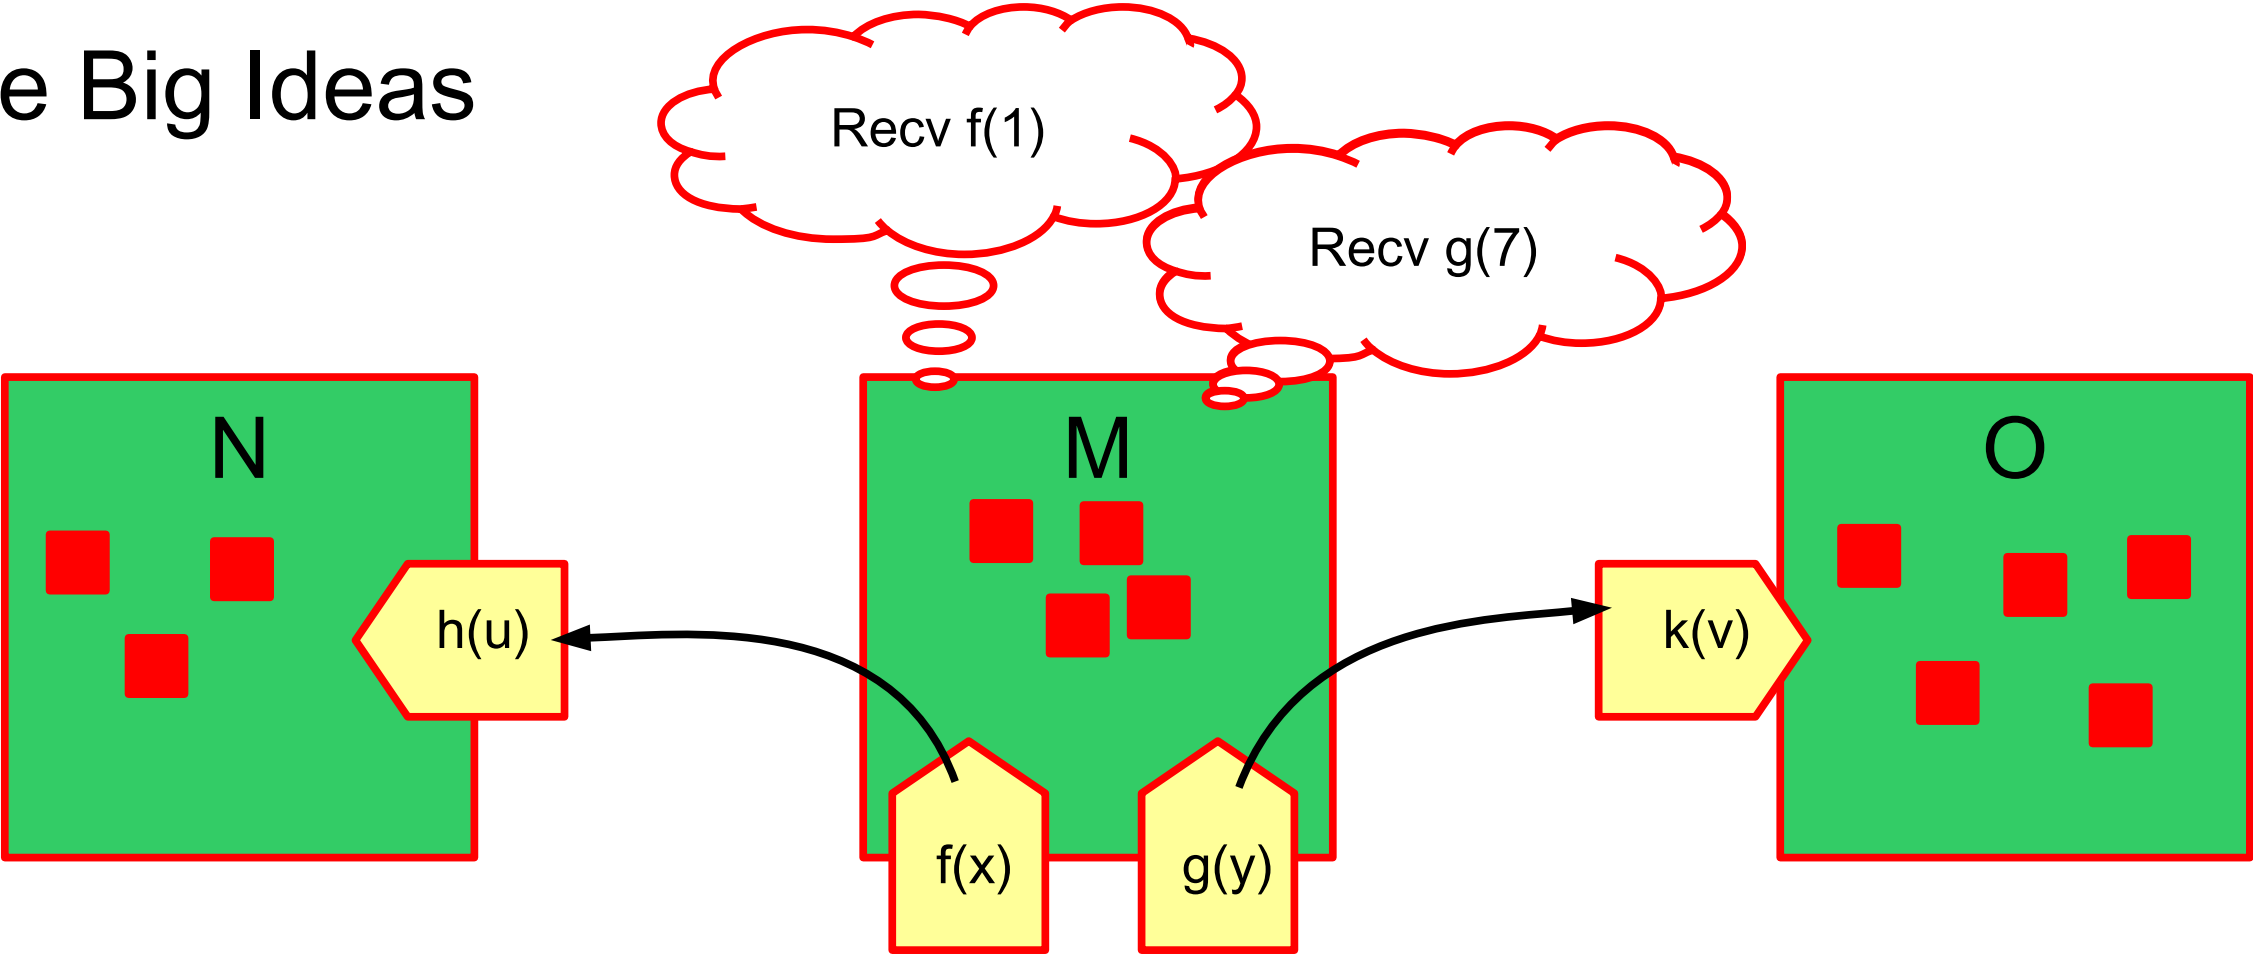 e Big Ideas
Recv f(1)
Recv g(7)
N
M
O
h(u)
k(v)
f(x)
g(y)